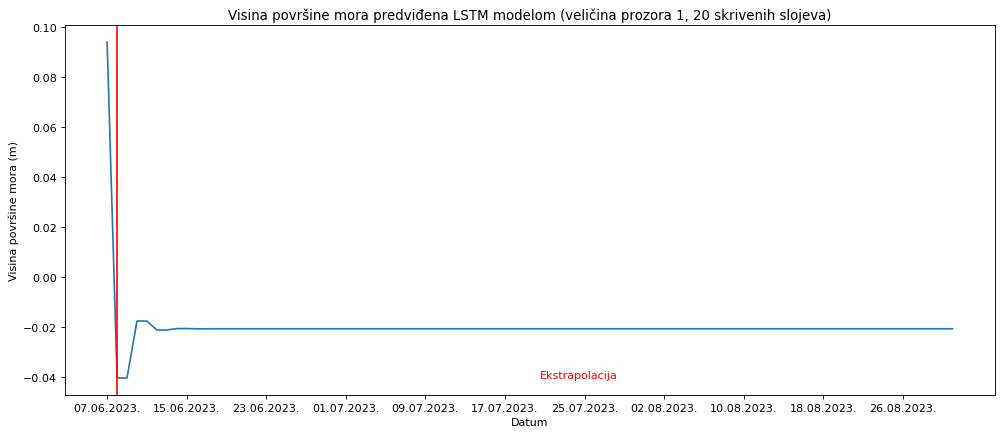 Visina površine mora predviđena LSTM modelom (veličina prozora 1, 20 skrivenih slojeva)
Visina površine mora (m)
0.10
0.08
0.06
0.04
0.02
0.00
−0.02
−0.04
Ekstrapolacija
07.06.2023. 15.06.2023. 23.06.2023. 01.07.2023. 09.07.2023. 17.07.2023. 25.07.2023. 02.08.2023. 10.08.2023. 18.08.2023. 26.08.2023.
Datum